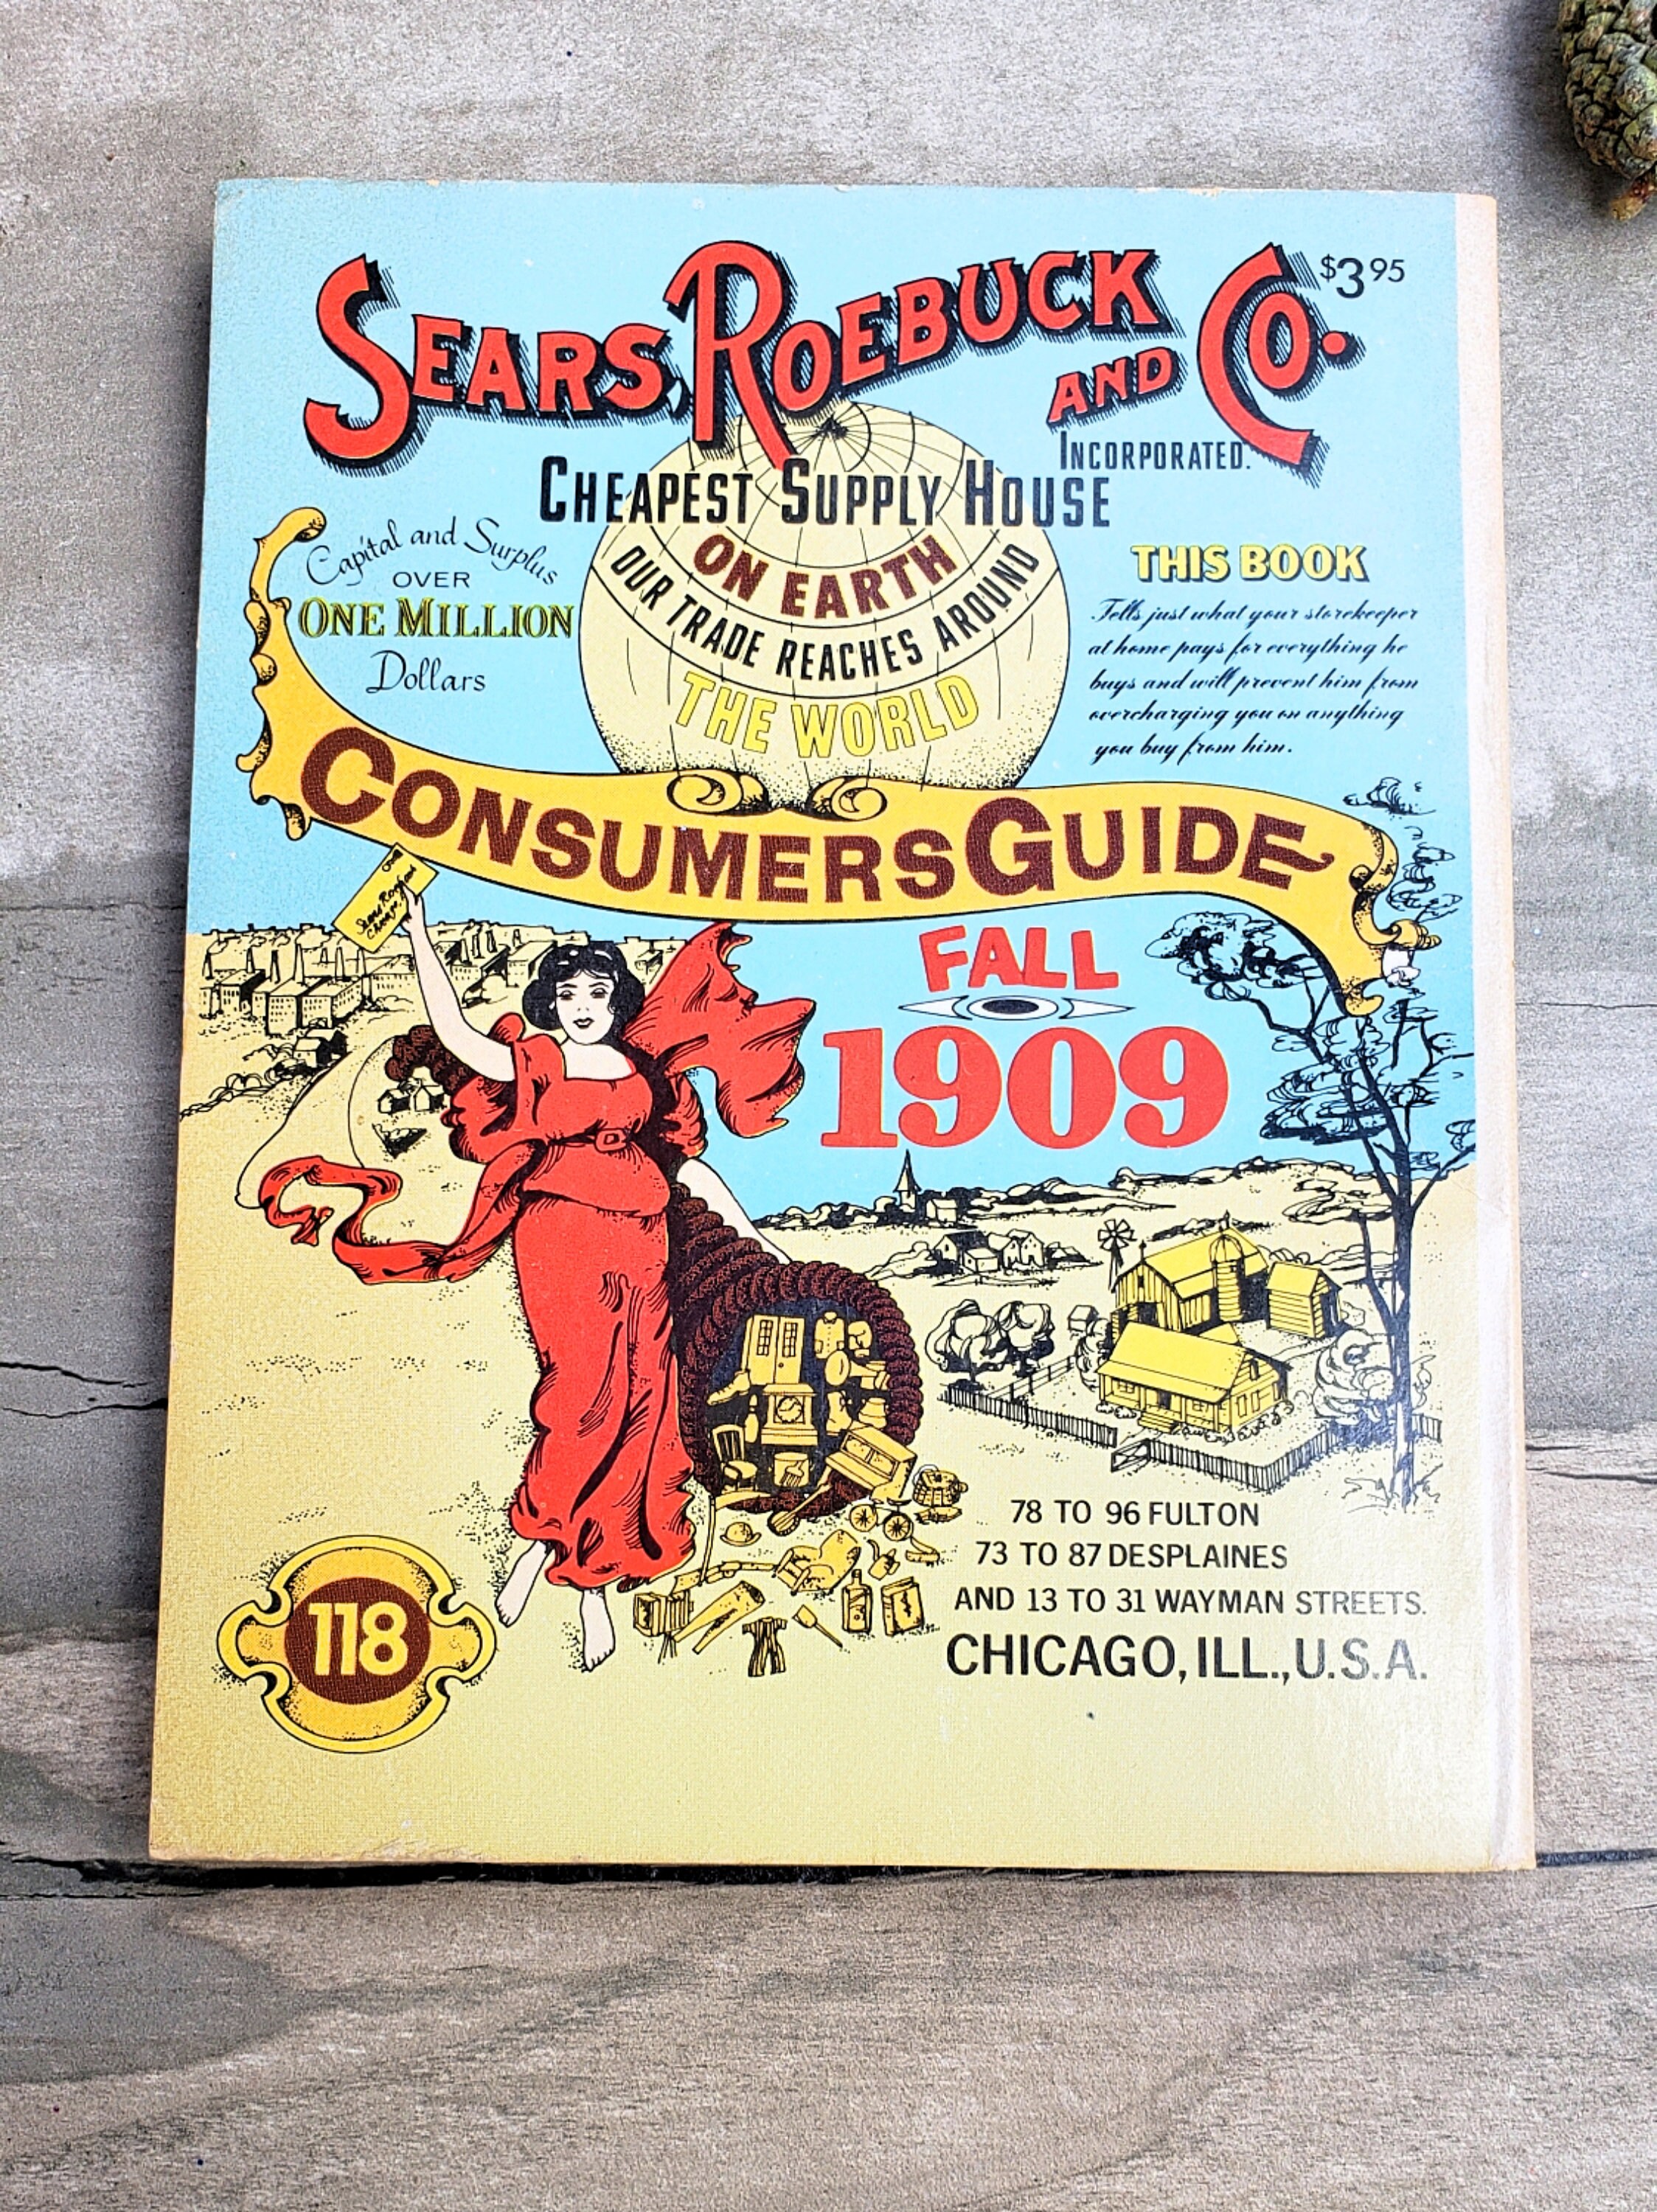 SEARS, ROEBUCK AND CO.
$3.95
INCORPORATED.
CHEAPEST SUPPLY HOUSE
ON EARTH
OUR TRADE REACHES AROUND
THE WORLD
Capital and Surplus
OVER
ONE MILLION
Dollars
THIS BOOK
Tells just what your storekeeper
at home pays for everything he
buys and will prevent him from
overcharging you on anything
you buy from him.
CONSUMERS GUIDE
Sears Roebuck
Chicago
FALL
1909
118
78 TO 96 FULTON
73 TO 87 DESPLAINES
AND 13 TO 31 WAYMAN STREETS.
CHICAGO, ILL., U.S.A.